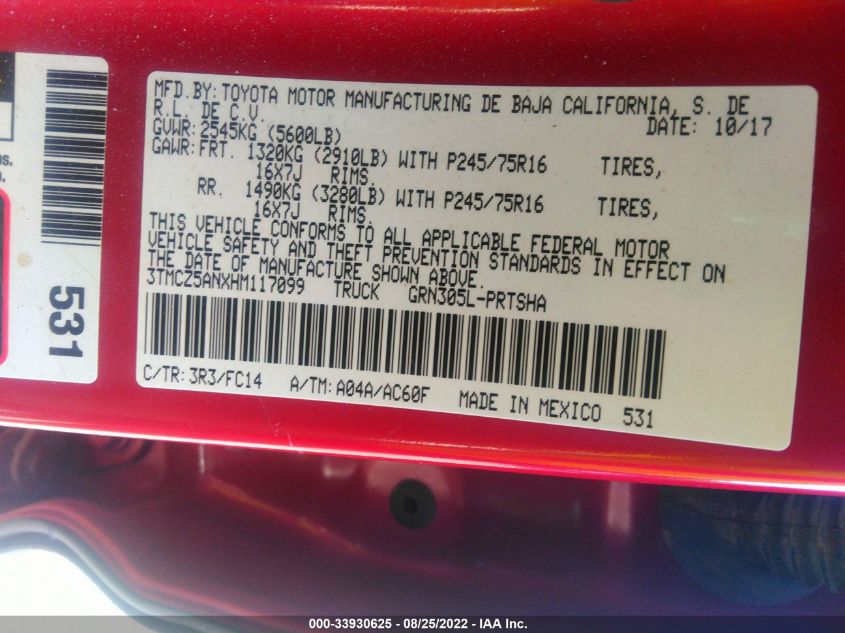 MFD.BY:TOYOTA MOTOR MANUFACTURING DE BAJA CALIFORNIA, S. DE
R.L. DE C.V. DATE: 10/17
GVWR:2545KG (5600LB)
GAWR:FRT. 1320KG (2910LB) WITH P245/75R16 TIRES,
16X7J RIMS,
RR. 1490KG (3280LB) WITH P245/75R16 TIRES,
16X7J RIMS.
THIS VEHICLE CONFORMS TO ALL APPLICABLE FEDERAL MOTOR
VEHICLE SAFETY AND THEFT PREVENTION STANDARDS IN EFFECT ON
THE DATE OF MANUFACTURE SHOWN ABOVE.
3TMCZ5ANXHM117099 TRUCK GRN305L-PRTSHA
C/TR:3R3/FC14 A/TM:A04A/AC60F MADE IN MEXICO 531
531
000-33930625 - 08/25/2022 - IAA Inc.